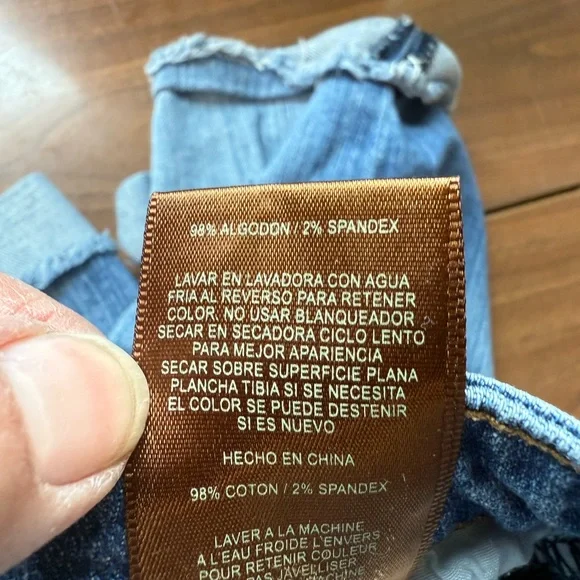 98% ALGODON / 2% SPANDEX
LAVAR EN LAVADORA CON AGUA
FRIA AL REVERSO PARA RETENER
COLOR. NO USAR BLANQUEADOR
SECAR EN SECADORA CICLO LENTO
PARA MEJOR APARIENCIA
SECAR SOBRE SUPERFICIE PLANA
PLANCHA TIBIA SI SE NECESITA
EL COLOR SE PUEDE DESTENIR
SI ES NUEVO
HECHO EN CHINA
98% COTON / 2% SPANDEX
LAVER A LA MACHINE
A L'EAU FROIDE L'ENVERS
POUR RETENIR COULEUR
PAS JAVELLISER